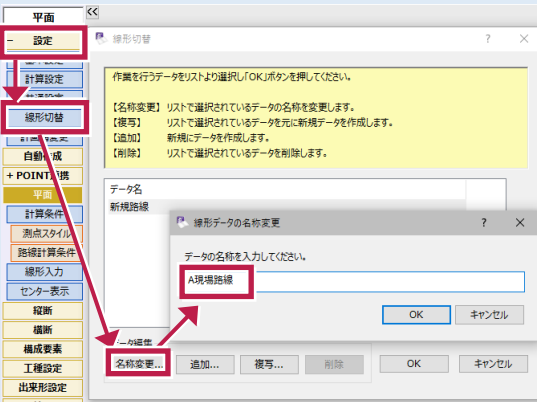 平面
<<
－ 設定
計算設定
線形切替
自動作成
平面
計算条件
測点スタイル
路線計算条件
線形入力
センター表示
縦断
横断
構成要素
工種設定
出来形設定
線形切替
? ×
作業を行うデータをリストより選択し「OK」ボタンを押してください。
【名称変更】リストで選択されているデータの名称を変更します。
【複写】 リストで選択されているデータを元に新規データを作成します。
【追加】 新規にデータを作成します。
【削除】 リストで選択されているデータを削除します。
データ名
新規路線
線形データの名称変更
? ×
データの名称を入力してください。
A現場路線
OK キャンセル
データ編集
名称変更... 追加... 複写... 削除 OK キャンセル